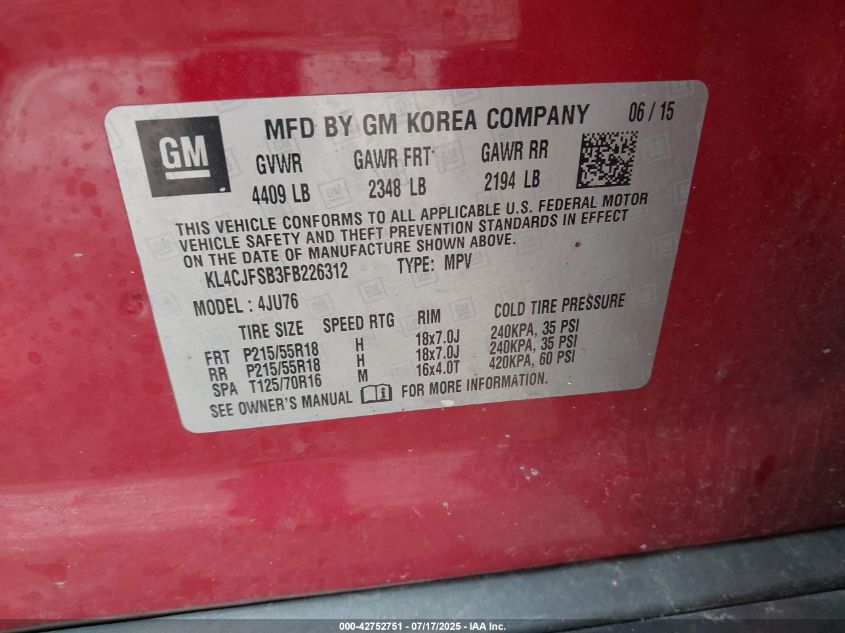 GM
MFD BY GM KOREA COMPANY 06 / 15
GVWR GAWR FRT GAWR RR
4409 LB 2348 LB 2194 LB
THIS VEHICLE CONFORMS TO ALL APPLICABLE U.S. FEDERAL MOTOR
VEHICLE SAFETY AND THEFT PREVENTION STANDARDS IN EFFECT
ON THE DATE OF MANUFACTURE SHOWN ABOVE.
KL4CJFSB3FB226312 TYPE: MPV
MODEL : 4JU76
TIRE SIZE SPEED RTG RIM COLD TIRE PRESSURE
FRT P215/55R18 H 18x7.0J 240KPA, 35 PSI
RR P215/55R18 H 18x7.0J 240KPA, 35 PSI
SPA T125/70R16 M 16x4.0T 420KPA, 60 PSI
SEE OWNER'S MANUAL FOR MORE INFORMATION.
000-42752751 - 07/17/2025 - IAA Inc.